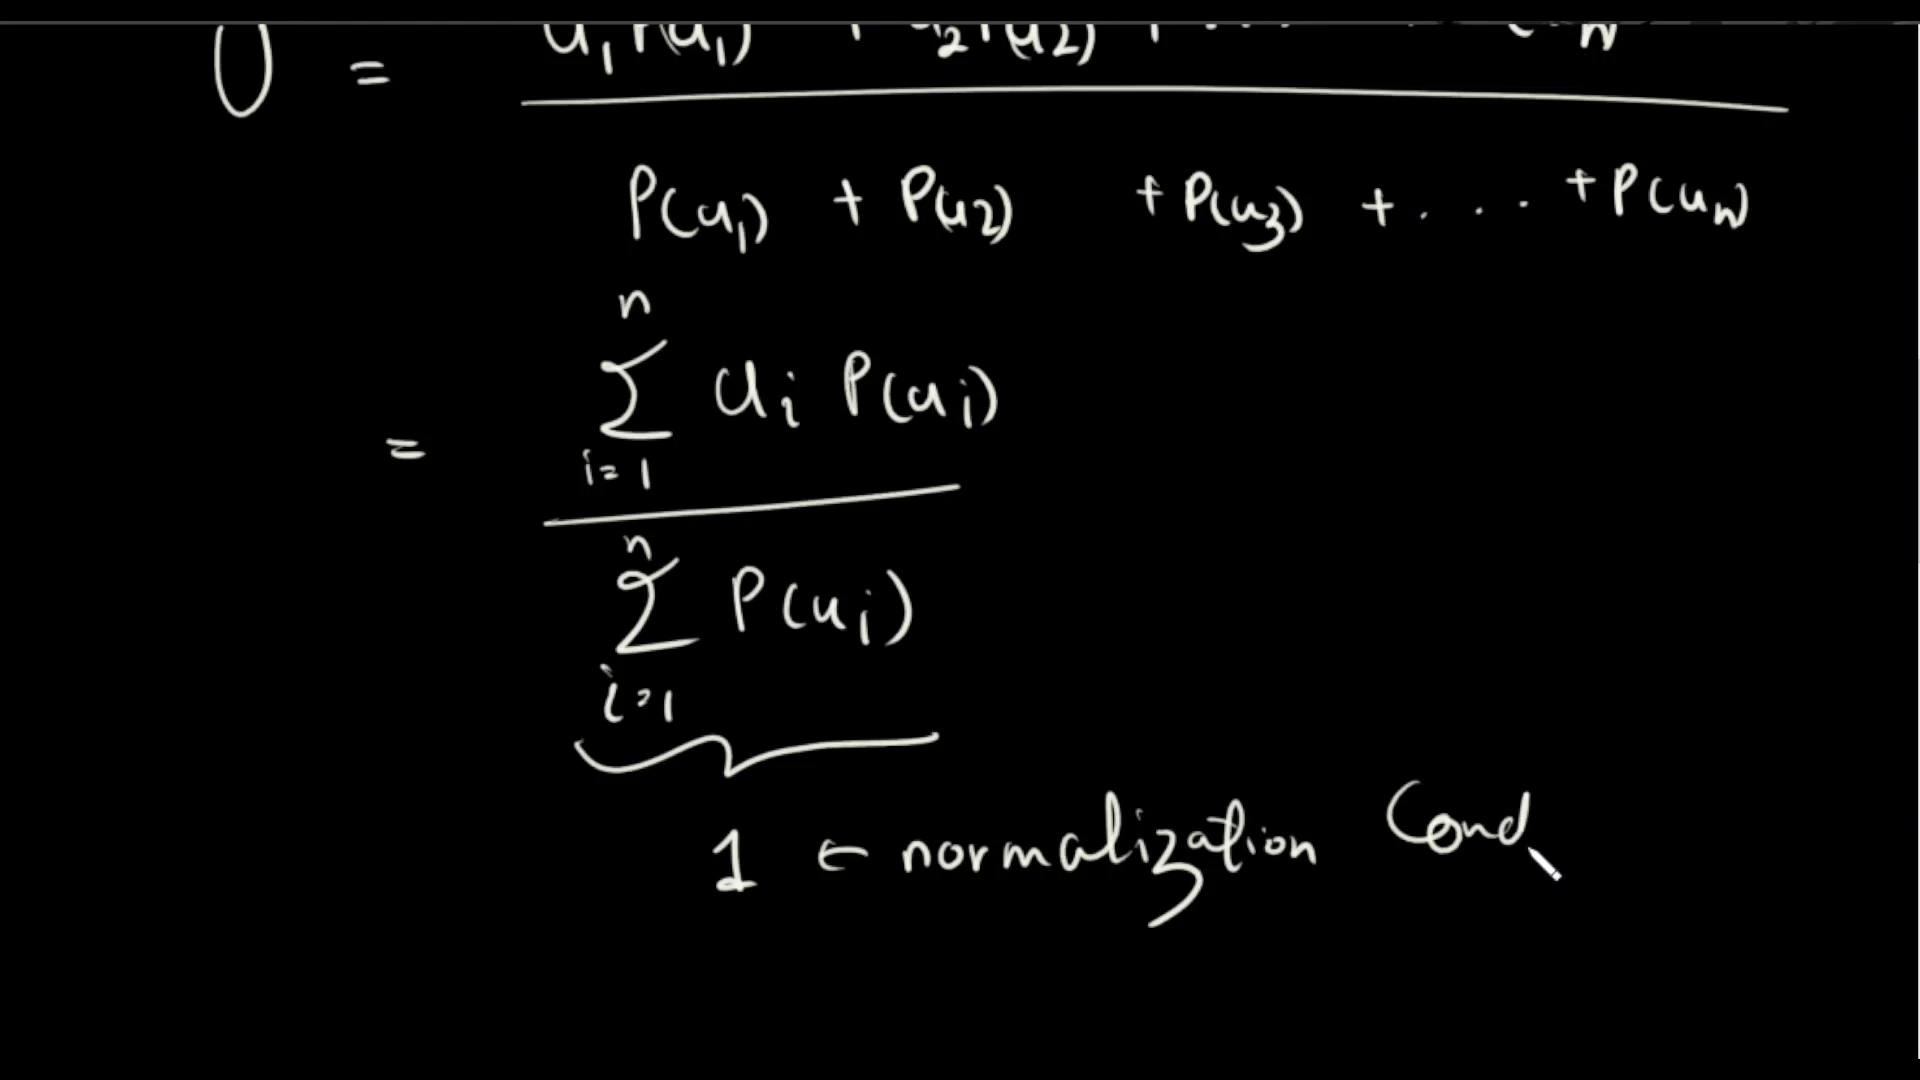 U =
P(u1) + P(u2) + P(u3) + . . . + P(uN)
n
= Σ ui P(ui)
i=1
n
Σ P(ui)
i=1
1 ← normalization Cond